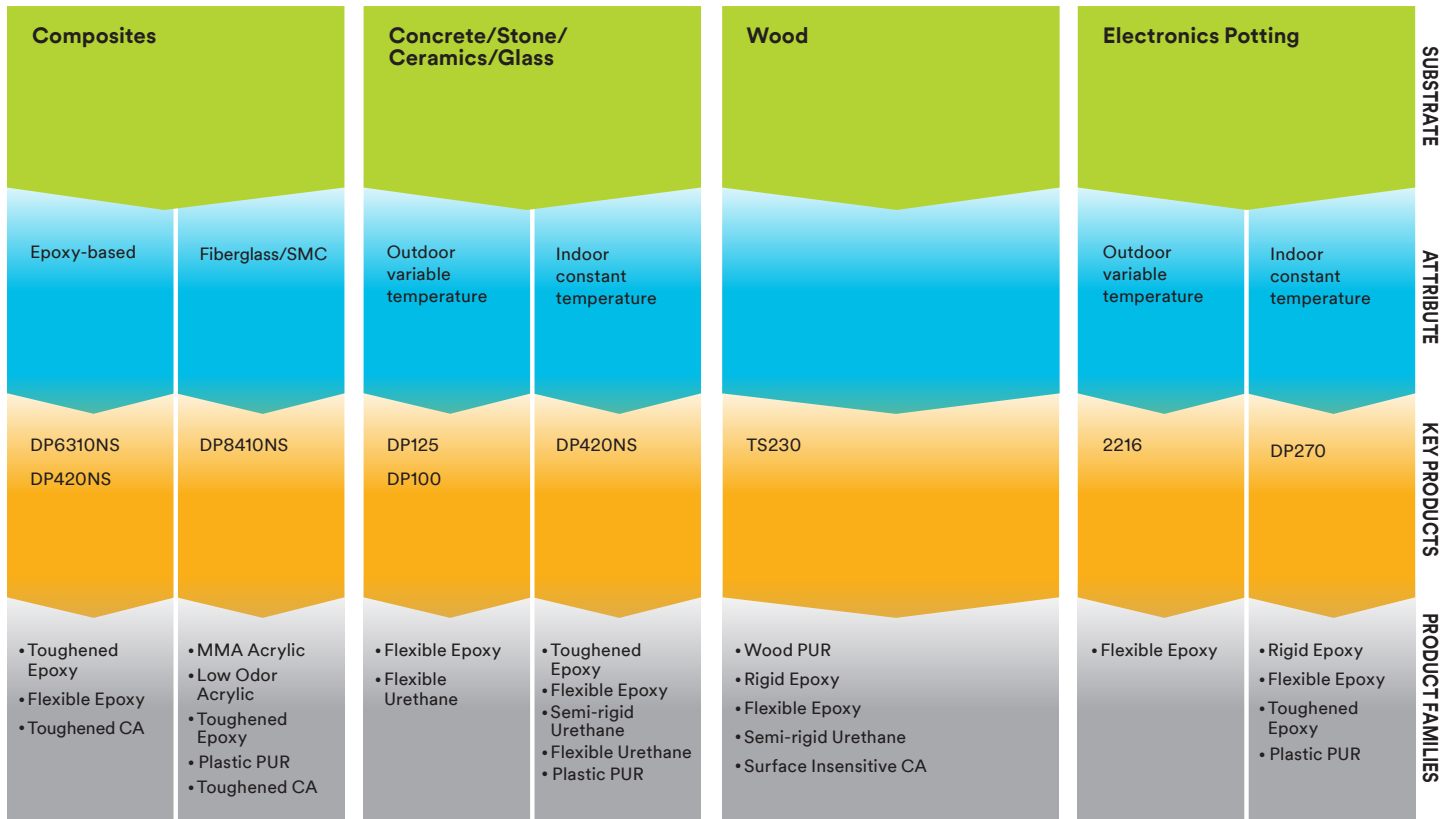 Composites
Concrete/Stone/
Ceramics/Glass
Wood
Electronics Potting
SUBSTRATE
Epoxy-based
Fiberglass/SMC
Outdoor
variable
temperature
Indoor
constant
temperature
Outdoor
variable
temperature
Indoor
constant
temperature
ATTRIBUTE
DP6310NS
DP420NS
DP8410NS
DP125
DP100
DP420NS
TS230
2216
DP270
KEY PRODUCTS
• Toughened
Epoxy
• Flexible Epoxy
• Toughened CA
• MMA Acrylic
• Low Odor
Acrylic
• Toughened
Epoxy
• Plastic PUR
• Toughened CA
• Flexible Epoxy
• Flexible
Urethane
• Toughened
Epoxy
• Flexible Epoxy
• Semi-rigid
Urethane
• Flexible Urethane
• Plastic PUR
• Wood PUR
• Rigid Epoxy
• Flexible Epoxy
• Semi-rigid Urethane
• Surface Insensitive CA
• Flexible Epoxy
• Rigid Epoxy
• Flexible Epoxy
• Toughened
Epoxy
• Plastic PUR
PRODUCT FAMILIES